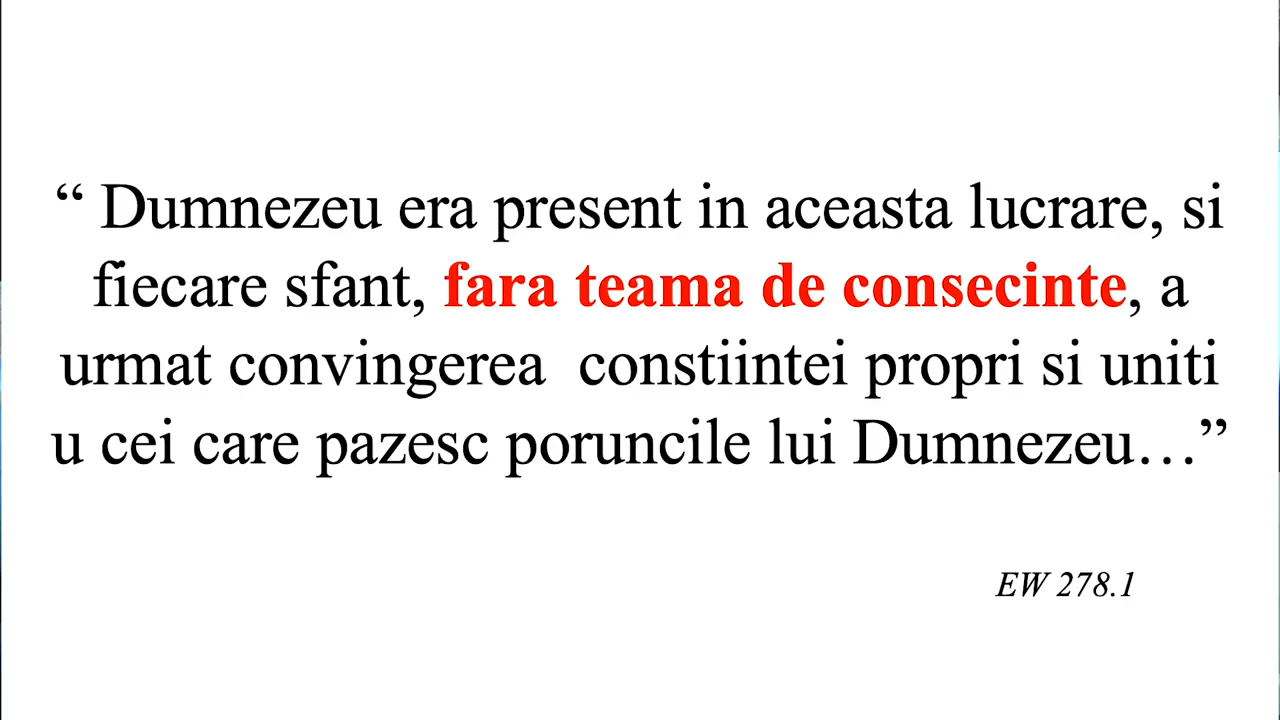 “ Dumnezeu era present in aceasta lucrare, si
fiecare sfant, fara teama de consecinte, a
urmat convingerea  constiintei propri si uniti
u cei care pazesc poruncile lui Dumnezeu…”
EW 278.1